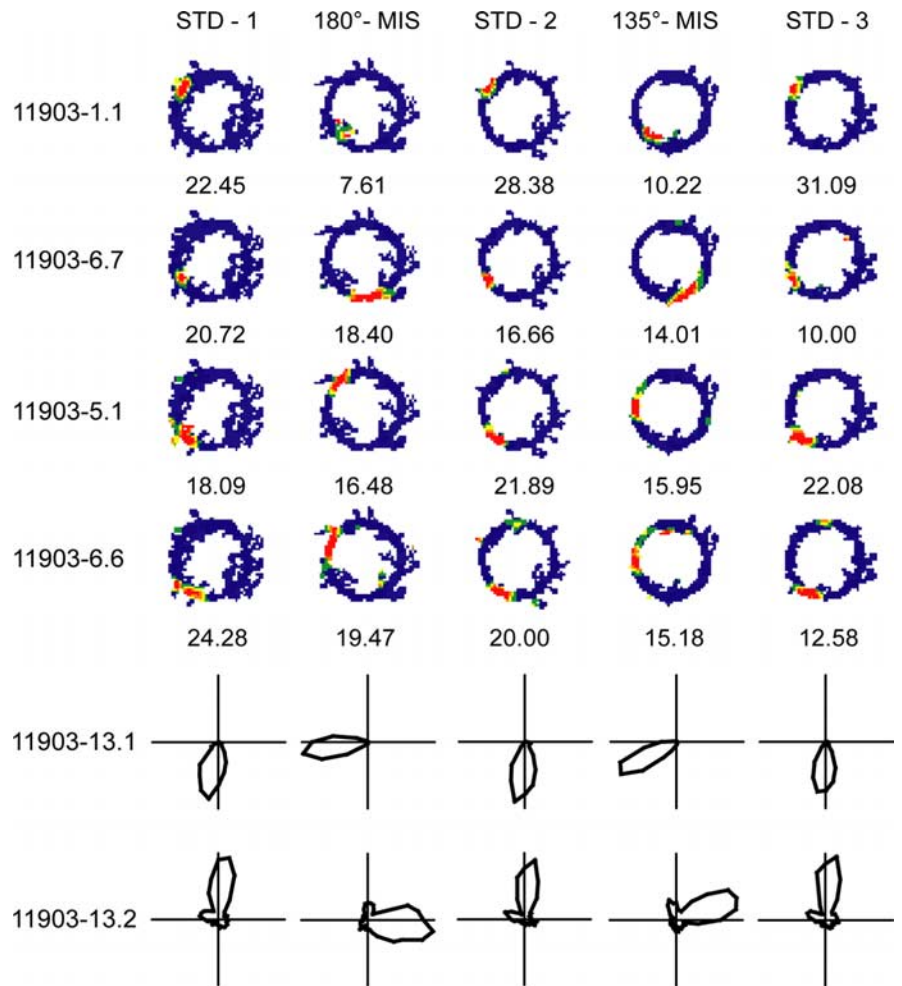 STD - 1 180°- MIS STD - 2 135°- MIS STD - 3
11903-1.1
22.45 7.61 28.38 10.22 31.09
11903-6.7
20.72 18.40 16.66 14.01 10.00
11903-5.1
18.09 16.48 21.89 15.95 22.08
11903-6.6
24.28 19.47 20.00 15.18 12.58
11903-13.1
11903-13.2